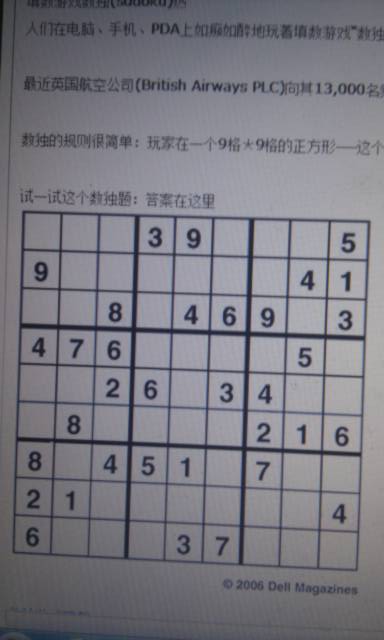 填数游戏数独(sudoku)
人们在电脑、手机、PDA上如癫如醉地玩着填数游戏"数独
最近英国航空公司(British Airways PLC)向其13,000名
数独的规则很简单：玩家在一个9格*9格的正方形──这个
试一试这个数独题：答案在这里
3 9 5
9 4 1
8 4 6 9 3
4 7 6 5
2 6 3 4
8 2 1 6
8 4 5 1 7
2 1 4
6 3 7
© 2006 Dell Magazines